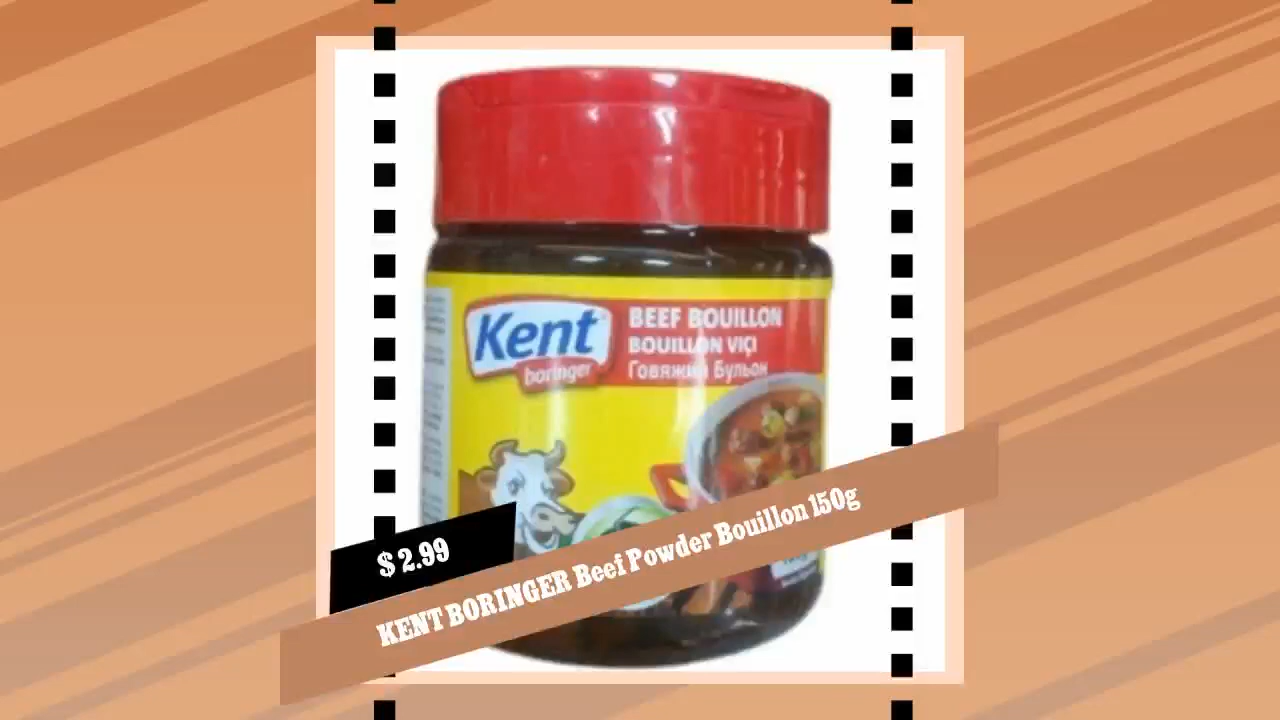 Kent
boringer
BEEF BOUILLON
BOUILLON VIÇI
Говяжий Бульон
$ 2.99
KENT BORINGER Beef Powder Bouillon 150g